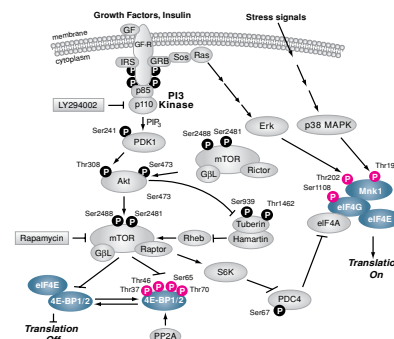 Growth Factors, Insulin
Stress signals
membrane
cytoplasm
GF
GF-R
IRS
P
P
GRB
Sos
Ras
P
P
p85
p110
PI3
Kinase
LY294002
PIP3
Ser241
P
PDK1
Ser2488
Ser2481
P
P
mTOR
GβL
Rictor
Erk
p38 MAPK
Thr202
P
P
Mnk1
Ser1108
P
eIF4G
eIF4E
eIF4A
Translation
On
Thr308
P
P
Ser473
Akt
Ser473
Ser939
P
P
Thr1462
Tuberin
Hamartin
Ser2488
P
P
Ser2481
Rapamycin
mTOR
Raptor
GβL
Rheb
S6K
PDC4
Ser67
P
eIF4E
4E-BP1/2
Thr46
Ser65
Thr37
P
P
P
P
Thr70
4E-BP1/2
Translation
PP2A